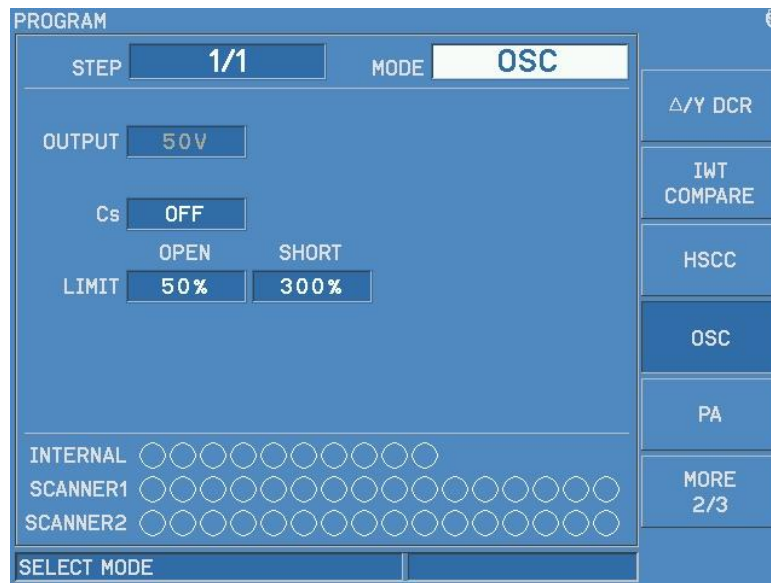 PROGRAM
STEP 1/1 MODE OSC
OUTPUT 50V
Cs OFF
OPEN SHORT
LIMIT 50% 300%
INTERNAL
SCANNER1
SCANNER2
SELECT MODE
△/Y DCR
IWT
COMPARE
HSCC
OSC
PA
MORE
2/3